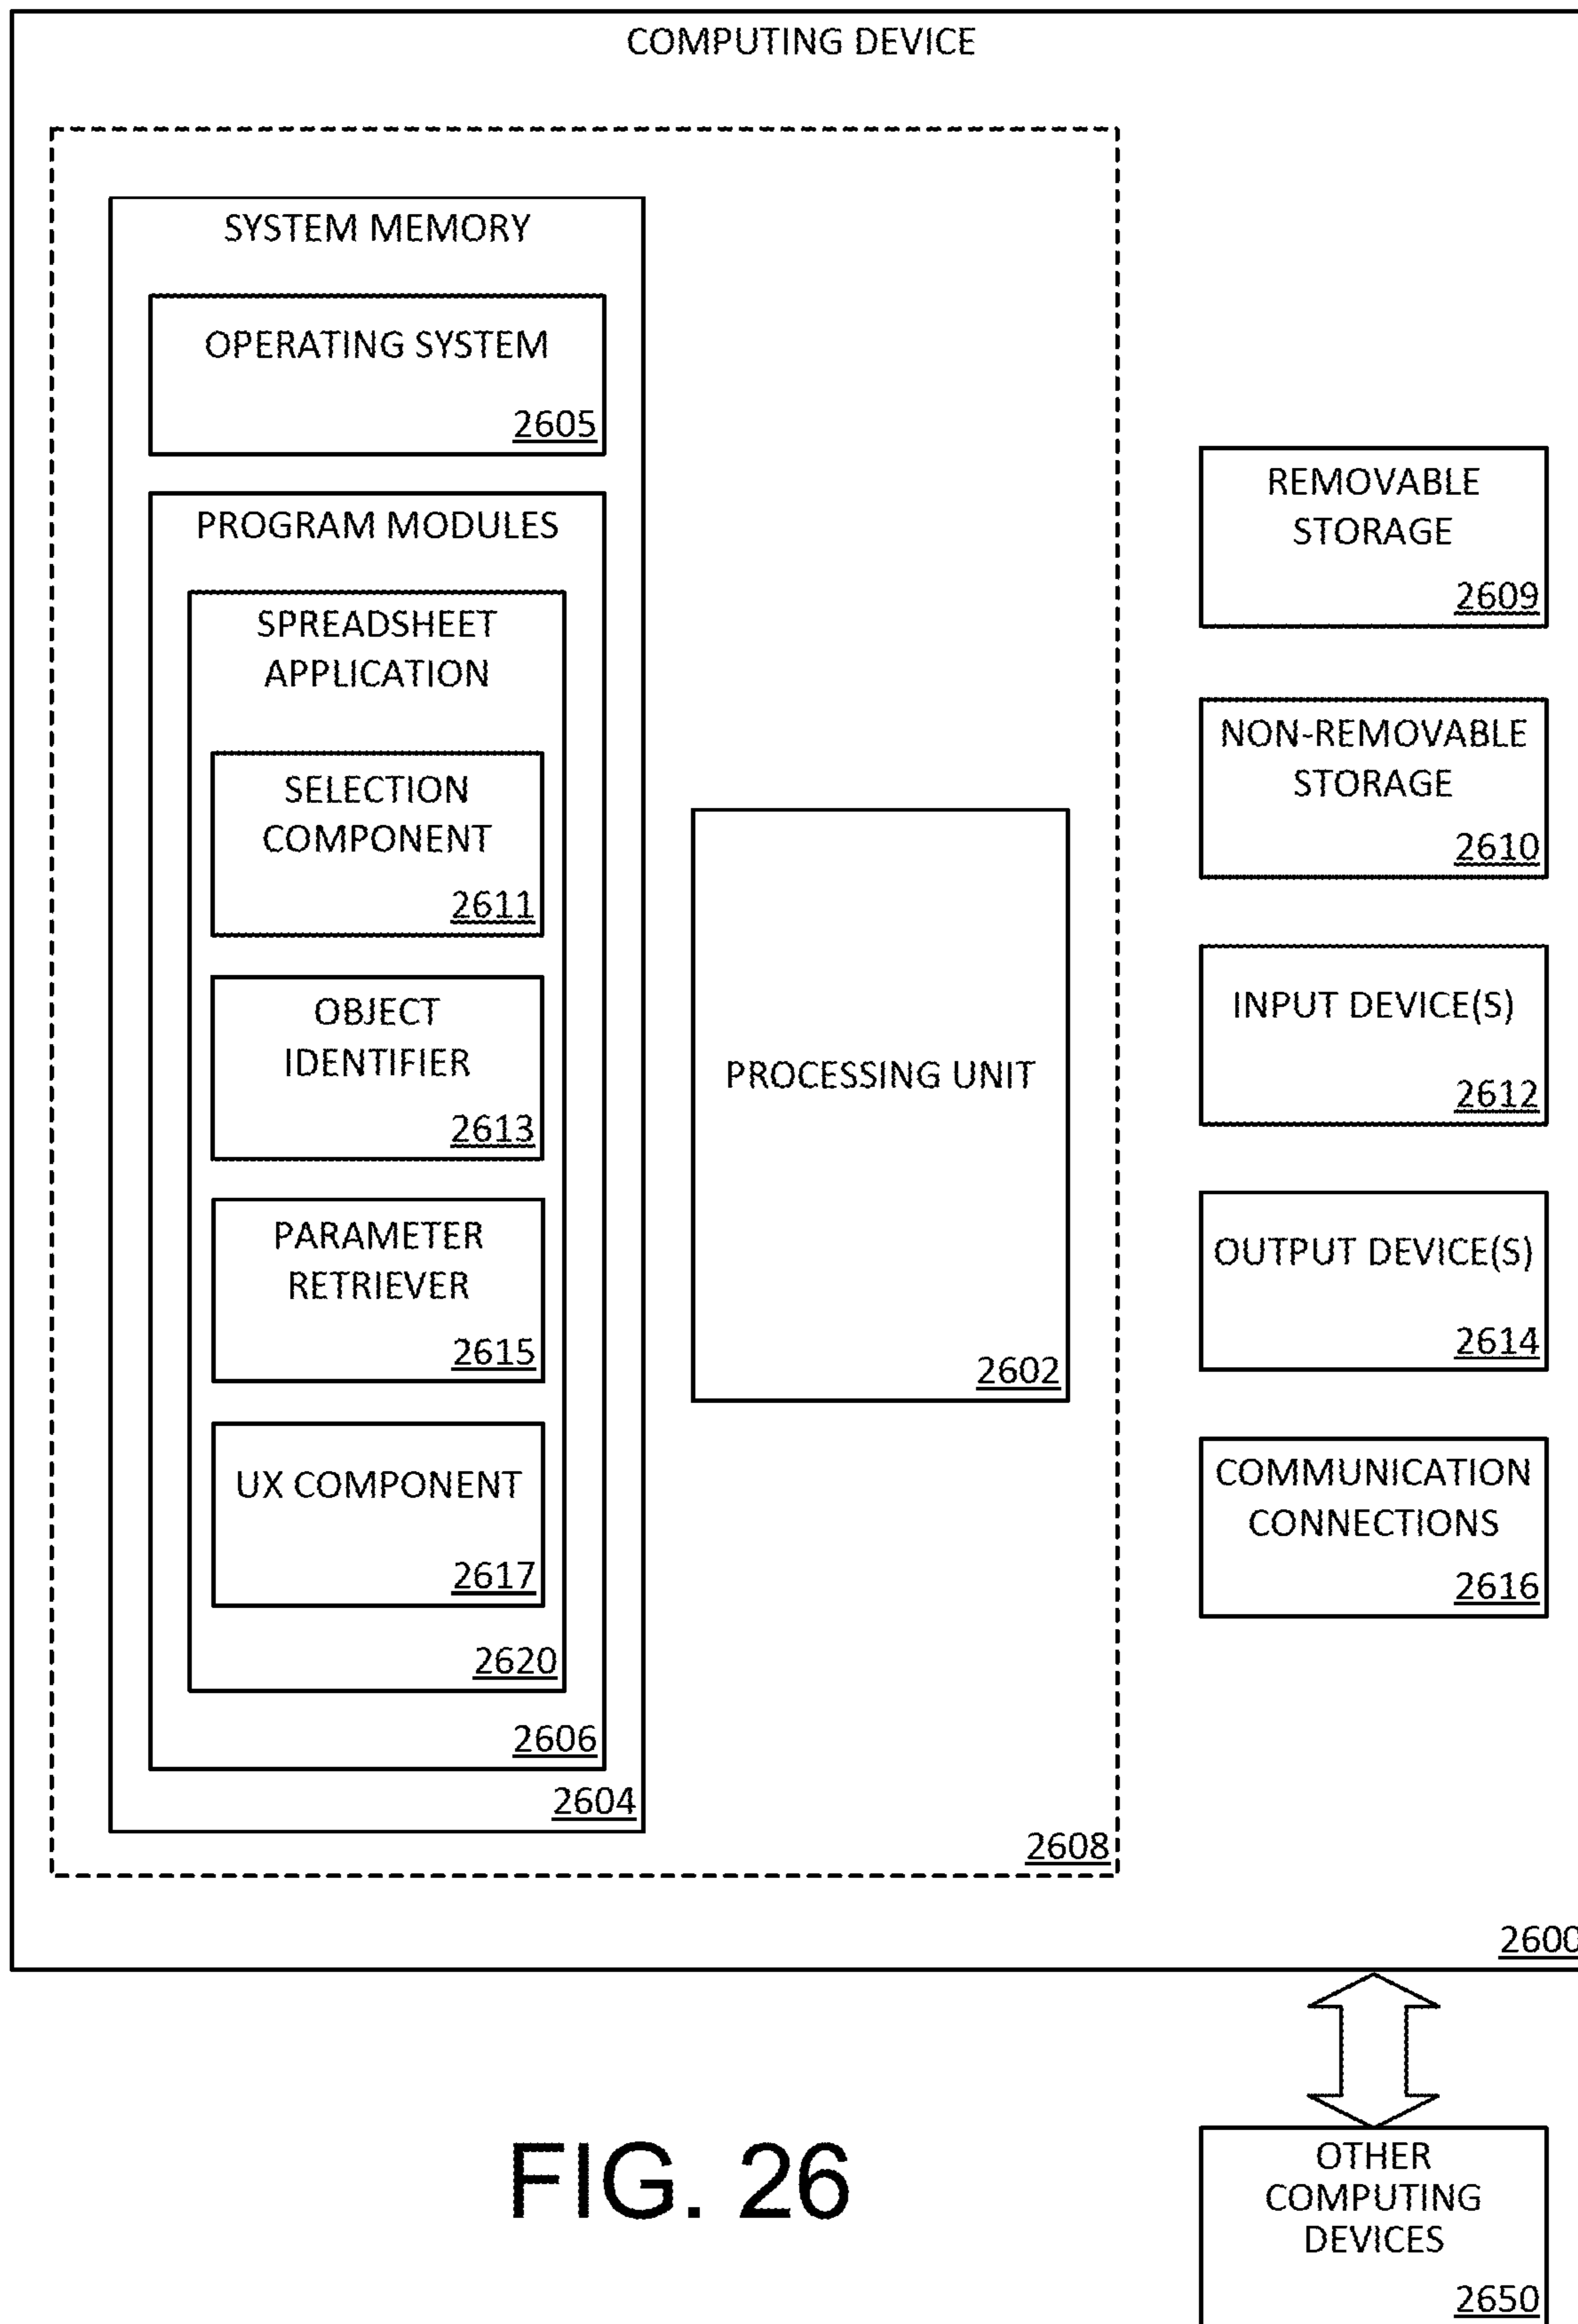 COMPUTING DEVICE
SYSTEM MEMORY
OPERATING SYSTEM
2605
PROGRAM MODULES
SPREADSHEET
APPLICATION
SELECTION
COMPONENT
2611
OBJECT
IDENTIFIER
2613
PARAMETER
RETRIEVER
2615
UX COMPONENT
2617
2620
2606
2604
PROCESSING UNIT
2602
2608
REMOVABLE
STORAGE
2609
NON-REMOVABLE
STORAGE
2610
INPUT DEVICE(S)
2612
OUTPUT DEVICE(S)
2614
COMMUNICATION
CONNECTIONS
2616
2600
OTHER
COMPUTING
DEVICES
2650
FIG. 26